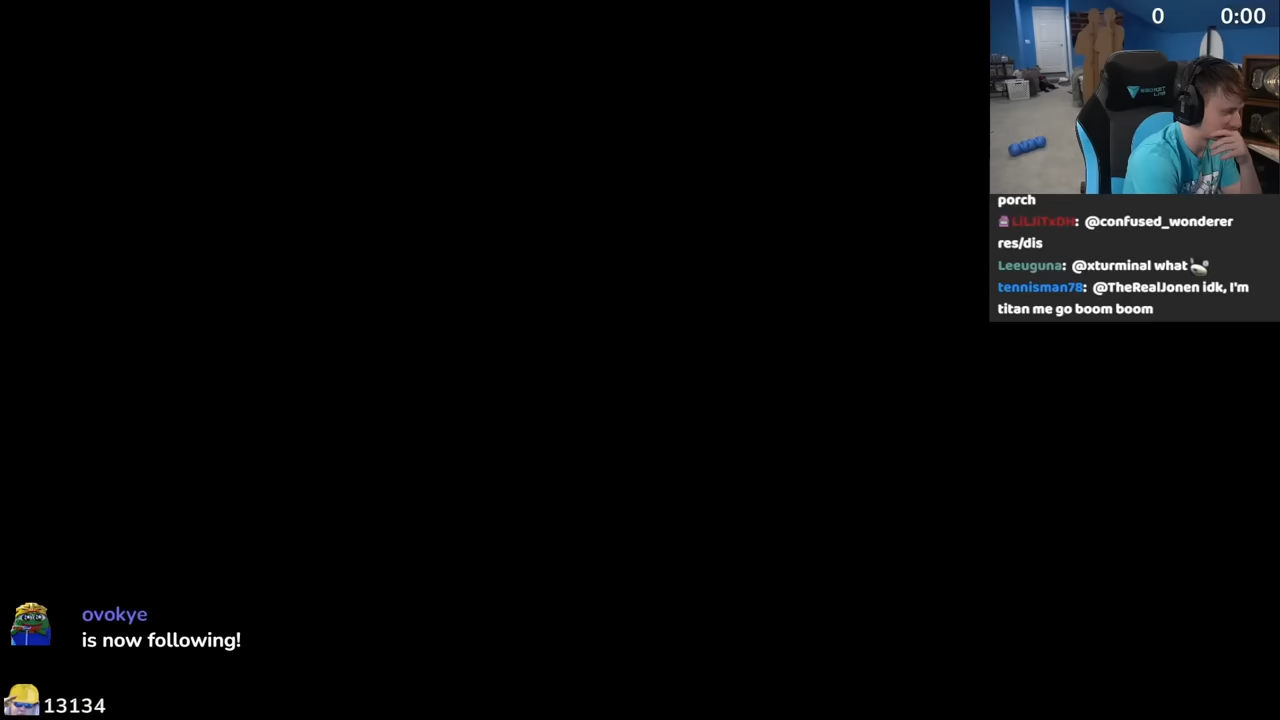 0 0:00
porch
LiLJiTxDH: @confused_wonderer
res/dis
Leeuguna: @xturminal what
tennisman78: @TheRealJonen idk, I'm
titan me go boom boom
ovokye
is now following!
13134